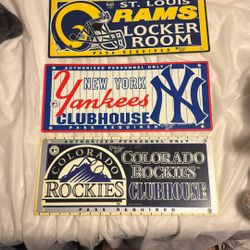 ST. LOUIS
RAMS
LOCKER
ROOM
PASS REQUIRED
AUTHORIZED PERSONNEL ONLY
NEW YORK
Yankees
CLUBHOUSE
NY
PASS REQUIRED
AUTHORIZED PERSONNEL ONLY
COLORADO
ROCKIES
COLORADO
ROCKIES
CLUBHOUSE
PASS REQUIRED